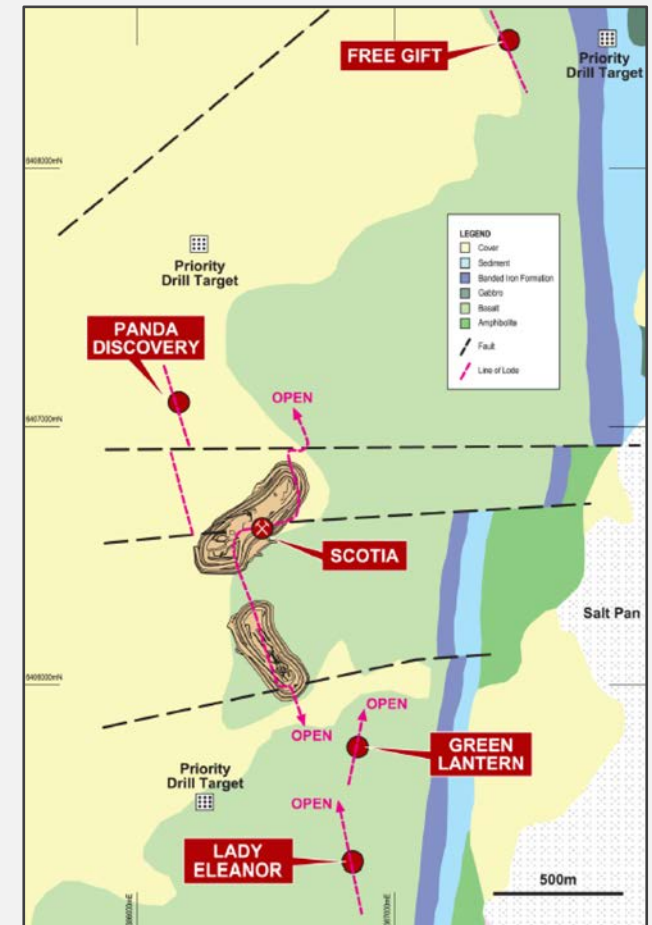 FREE GIFT
Priority
Drill Target
6408000mN
LEGEND
Cover
Sediment
Banded Iron Formation
Gabbro
Basalt
Amphibolite
Fault
Line of Lode
Priority
Drill Target
PANDA
DISCOVERY
OPEN
6407000mN
SCOTIA
Salt Pan
6406000mN
OPEN
OPEN
GREEN
LANTERN
Priority
Drill Target
OPEN
LADY
ELEANOR
500m